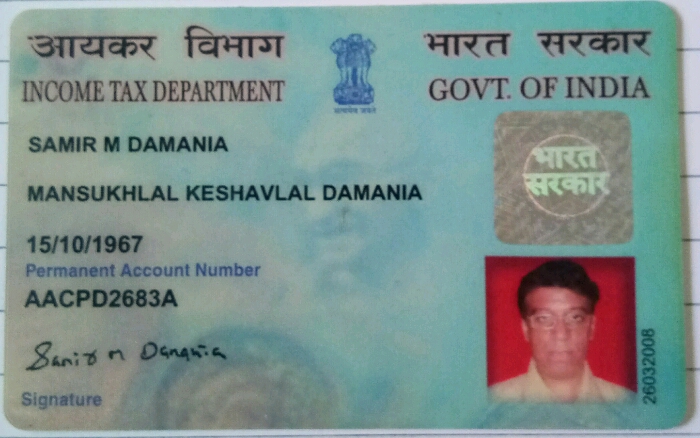 आयकर विभाग
INCOME TAX DEPARTMENT
भारत सरकार
GOVT. OF INDIA
सत्यमेव जयते
SAMIR M DAMANIA
MANSUKHLAL KESHAVLAL DAMANIA
15/10/1967
Permanent Account Number
AACPD2683A
Samir M Damania
Signature
भारत
सरकार
26032008